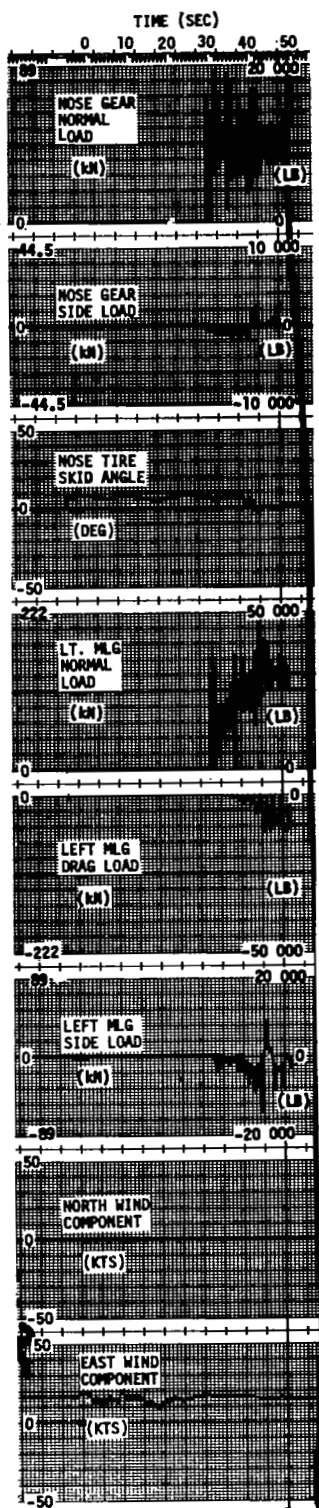 TIME (SEC)
0 10 20 30 40 50
89 20 000
NOSE GEAR
NORMAL
LOAD
(kN) (LB)
0 0
44.5 10 000
NOSE GEAR
SIDE LOAD
0 0
(kN) (LB)
-44.5 -10 000
50
NOSE TIRE
SKID ANGLE
0
(DEG)
-50
222 50 000
LT. MLG
NORMAL
LOAD
(kN) (LB)
0 0
0 0
LEFT MLG
DRAG LOAD
(kN) (LB)
-222 -50 000
89 20 000
LEFT MLG
SIDE LOAD
0 0
(kN) (LB)
-89 -20 000
50
NORTH WIND
COMPONENT
0
(KTS)
-50
50
EAST WIND
COMPONENT
0
(KTS)
-50